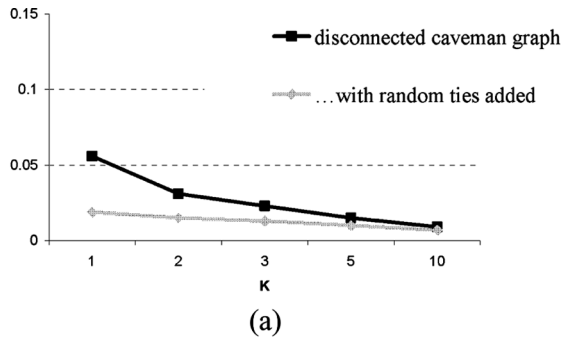 0.15
disconnected caveman graph
0.1
...with random ties added
0.05
0
1 2 3 5 10
K
(a)